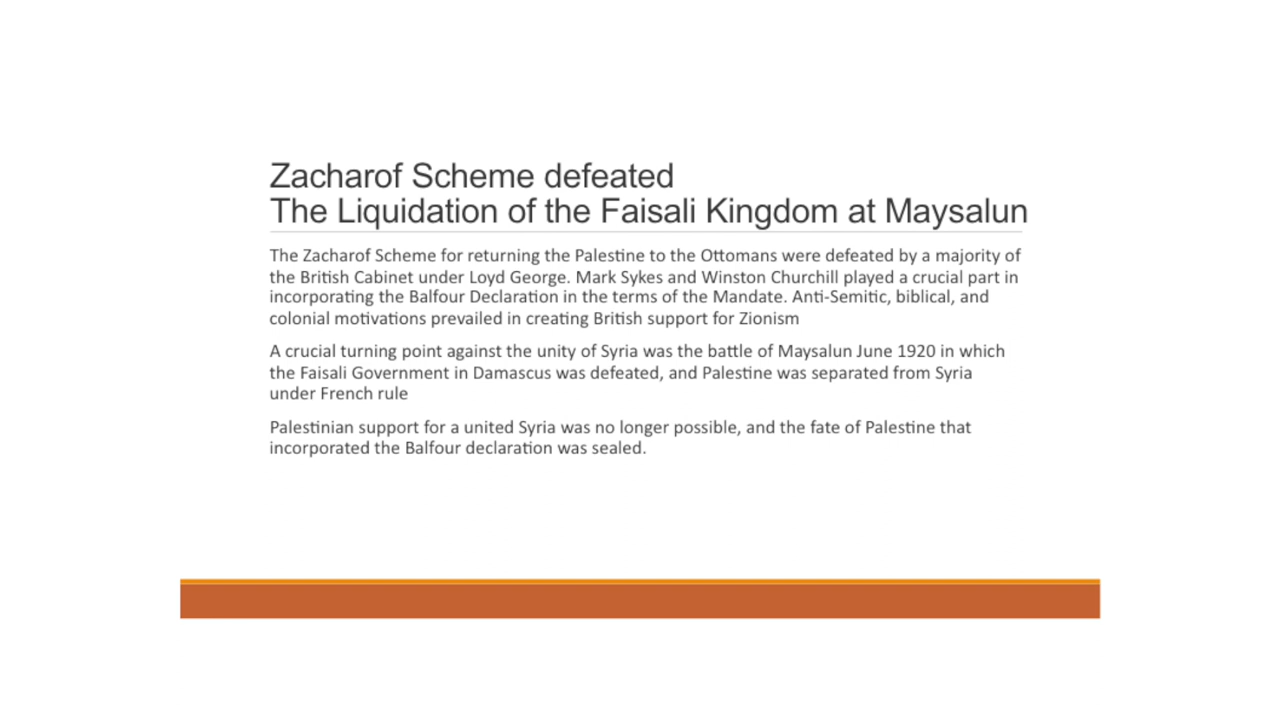 Zacharof Scheme defeated
The Liquidation of the Faisali Kingdom at Maysalun
The Zacharof Scheme for returning the Palestine to the Ottomans were defeated by a majority of
the British Cabinet under Loyd George. Mark Sykes and Winston Churchill played a crucial part in
incorporating the Balfour Declaration in the terms of the Mandate. Anti-Semitic, biblical, and
colonial motivations prevailed in creating British support for Zionism
A crucial turning point against the unity of Syria was the battle of Maysalun June 1920 in which
the Faisali Government in Damascus was defeated, and Palestine was separated from Syria
under French rule
Palestinian support for a united Syria was no longer possible, and the fate of Palestine that
incorporated the Balfour declaration was sealed.